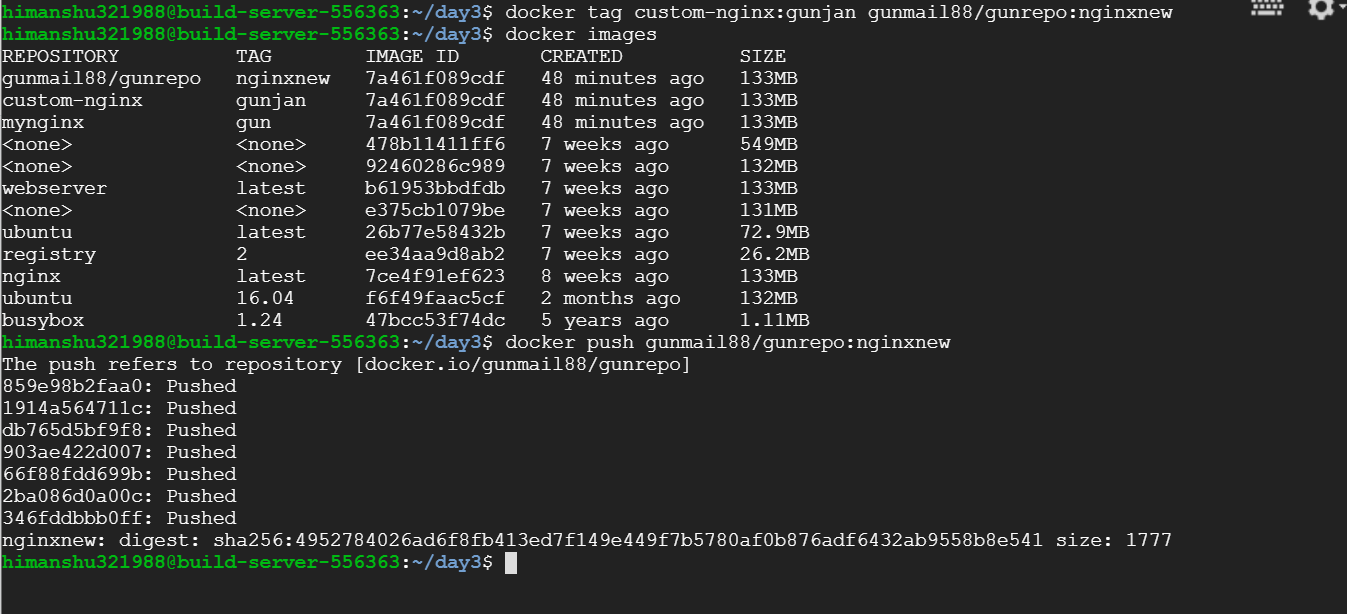 himanshu321988@build-server-556363:~/day3$ docker tag custom-nginx:gunjan gunmail88/gunrepo:nginxnew
himanshu321988@build-server-556363:~/day3$ docker images
REPOSITORY          TAG        IMAGE ID       CREATED          SIZE
gunmail88/gunrepo   nginxnew   7a461f089cdf   48 minutes ago   133MB
custom-nginx        gunjan     7a461f089cdf   48 minutes ago   133MB
mynginx             gun        7a461f089cdf   48 minutes ago   133MB
<none>              <none>     478b11411ff6   7 weeks ago      549MB
<none>              <none>     92460286c989   7 weeks ago      132MB
webserver           latest     b61953bbdfdb   7 weeks ago      133MB
<none>              <none>     e375cb1079be   7 weeks ago      131MB
ubuntu              latest     26b77e58432b   7 weeks ago      72.9MB
registry            2          ee34aa9d8ab2   7 weeks ago      26.2MB
nginx               latest     7ce4f91ef623   8 weeks ago      133MB
ubuntu              16.04      f6f49faac5cf   2 months ago     132MB
busybox             1.24       47bcc53f74dc   5 years ago      1.11MB
himanshu321988@build-server-556363:~/day3$ docker push gunmail88/gunrepo:nginxnew
The push refers to repository [docker.io/gunmail88/gunrepo]
859e98b2faa0: Pushed
1914a564711c: Pushed
db765d5bf9f8: Pushed
903ae422d007: Pushed
66f88fdd699b: Pushed
2ba086d0a00c: Pushed
346fddbbb0ff: Pushed
nginxnew: digest: sha256:4952784026ad6f8fb413ed7f149e449f7b5780af0b876adf6432ab9558b8e541 size: 1777
himanshu321988@build-server-556363:~/day3$